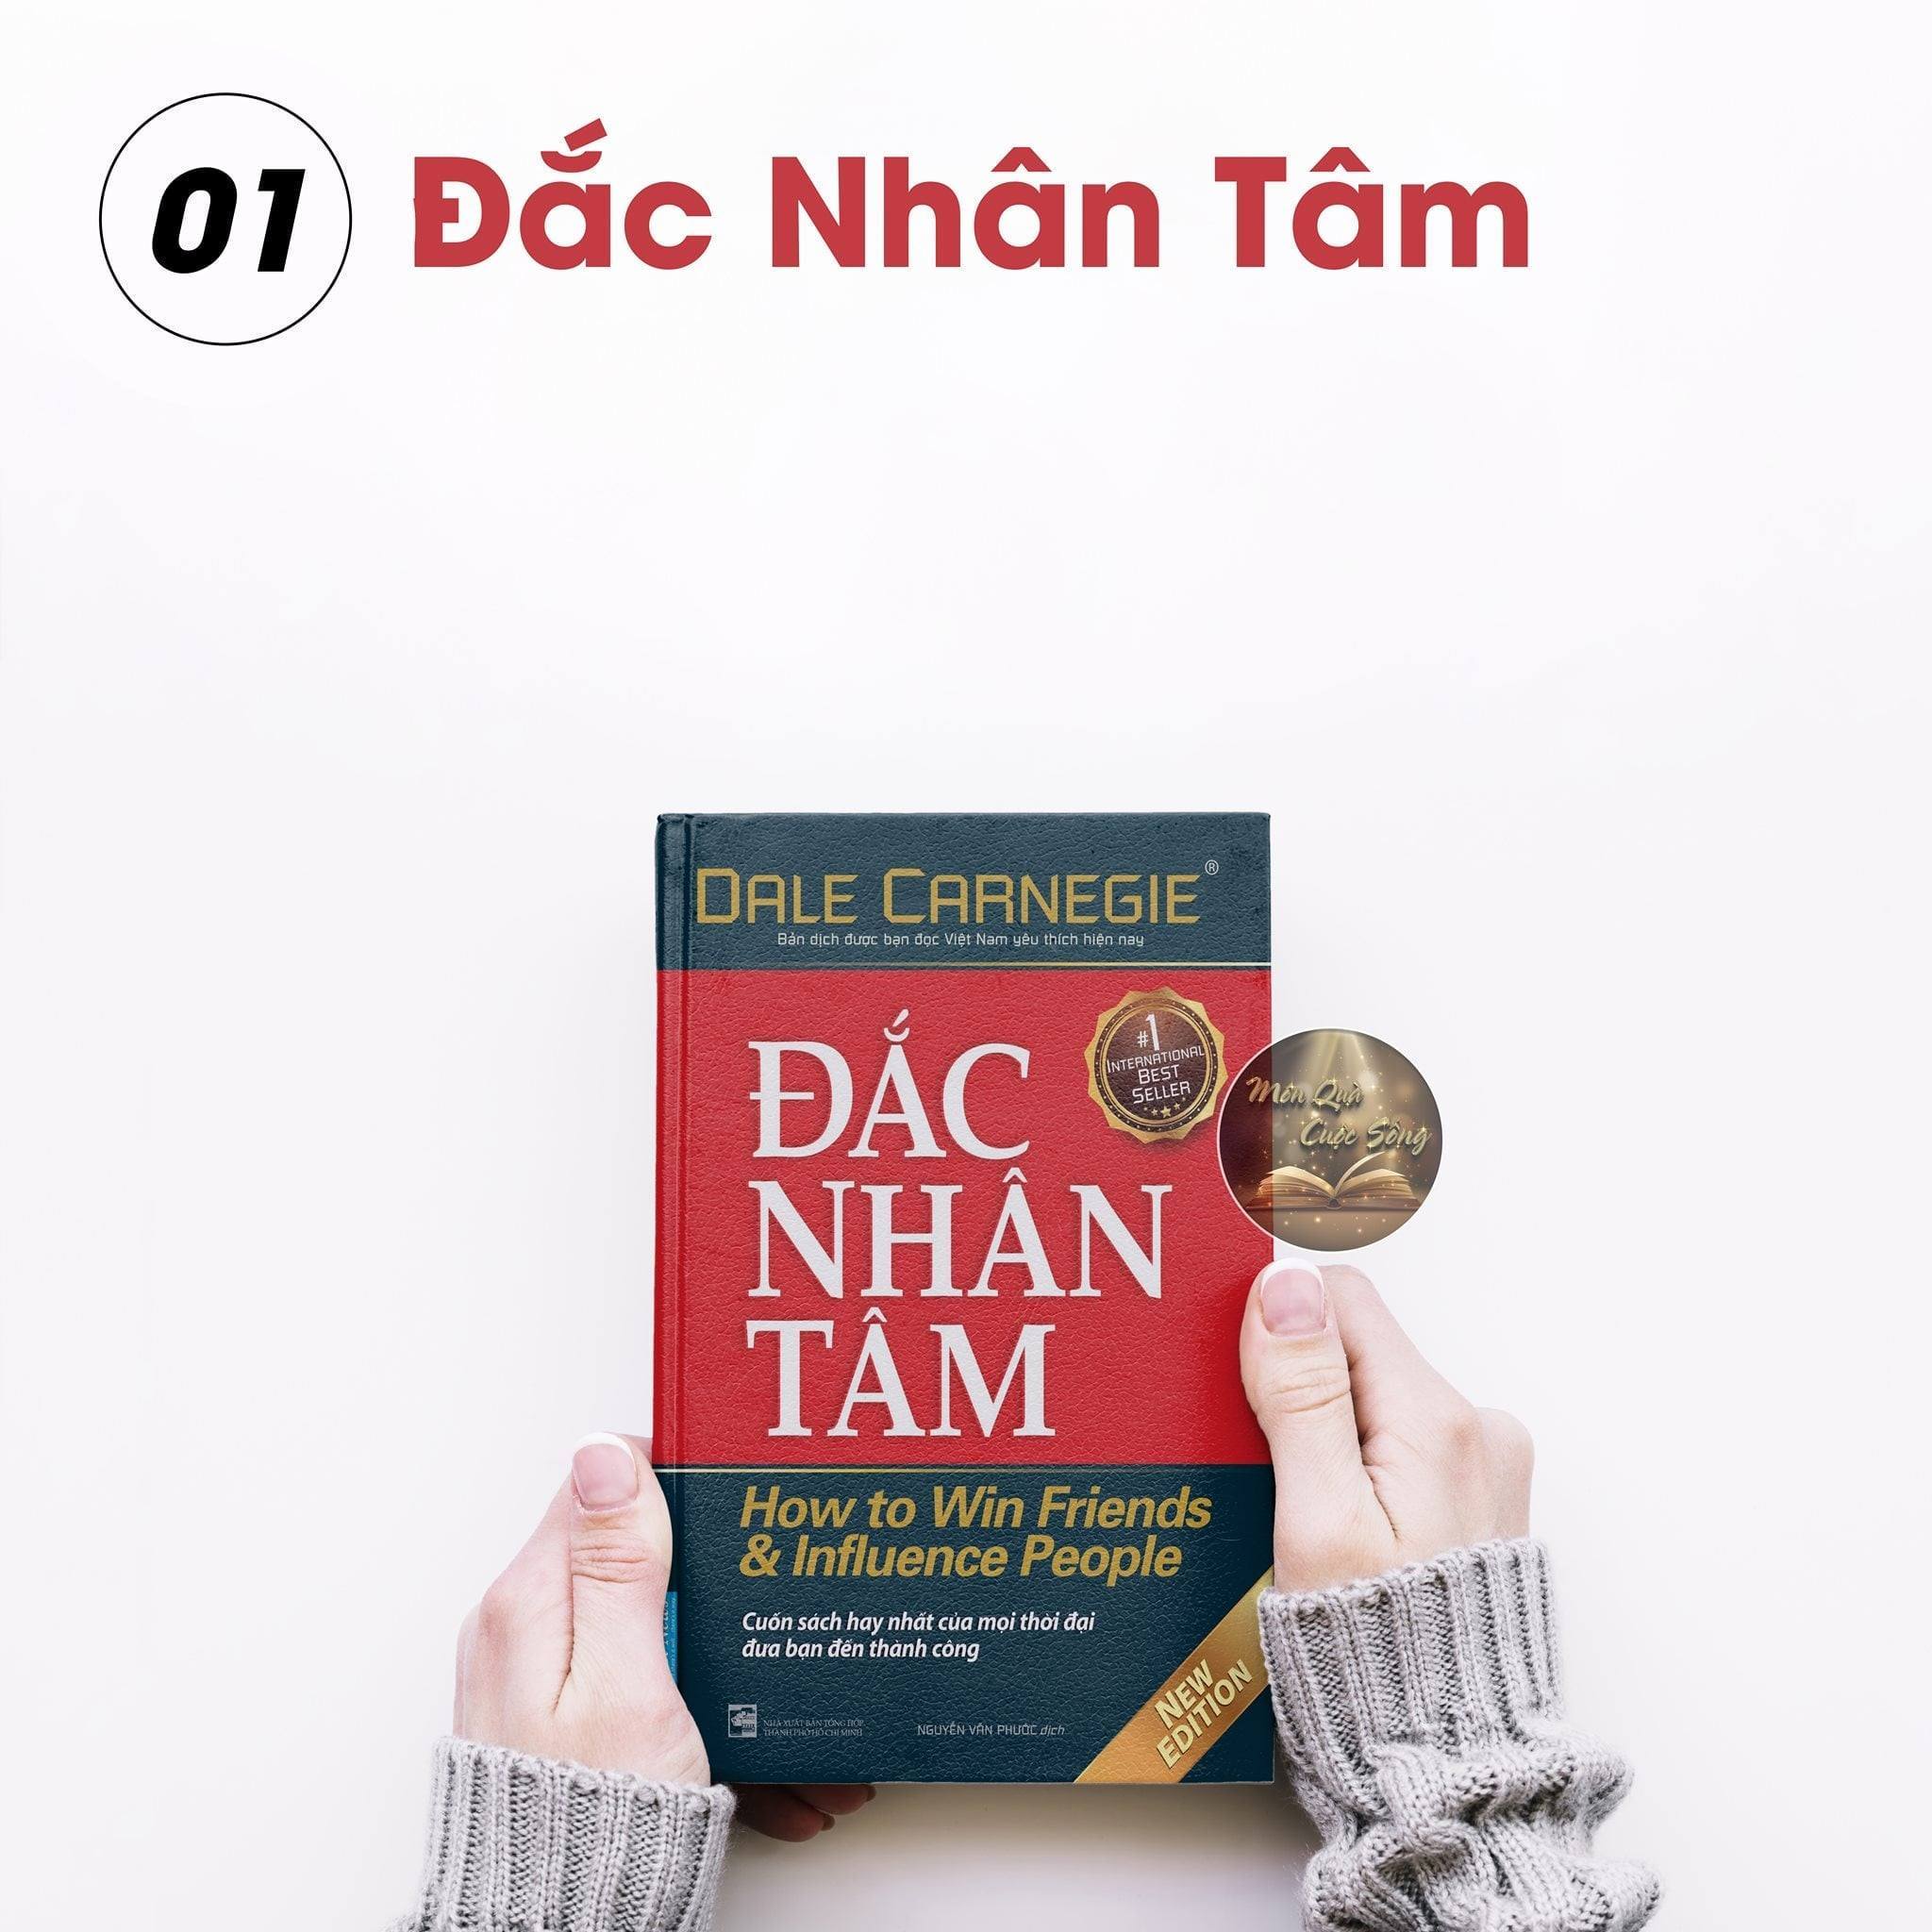 01 Đắc Nhân Tâm
DALE CARNEGIE®
Bản dịch được bạn đọc Việt Nam yêu thích hiện nay
#1
INTERNATIONAL
BEST
SELLER
Món Quà
Cuộc Sống
ĐẮC
NHÂN
TÂM
How to Win Friends
& Influence People
Cuốn sách hay nhất của mọi thời đại
đưa bạn đến thành công
NHÀ XUẤT BẢN TỔNG HỢP
THÀNH PHỐ HỒ CHÍ MINH
NGUYỄN VĂN PHƯỚC dịch
NEW
EDITION